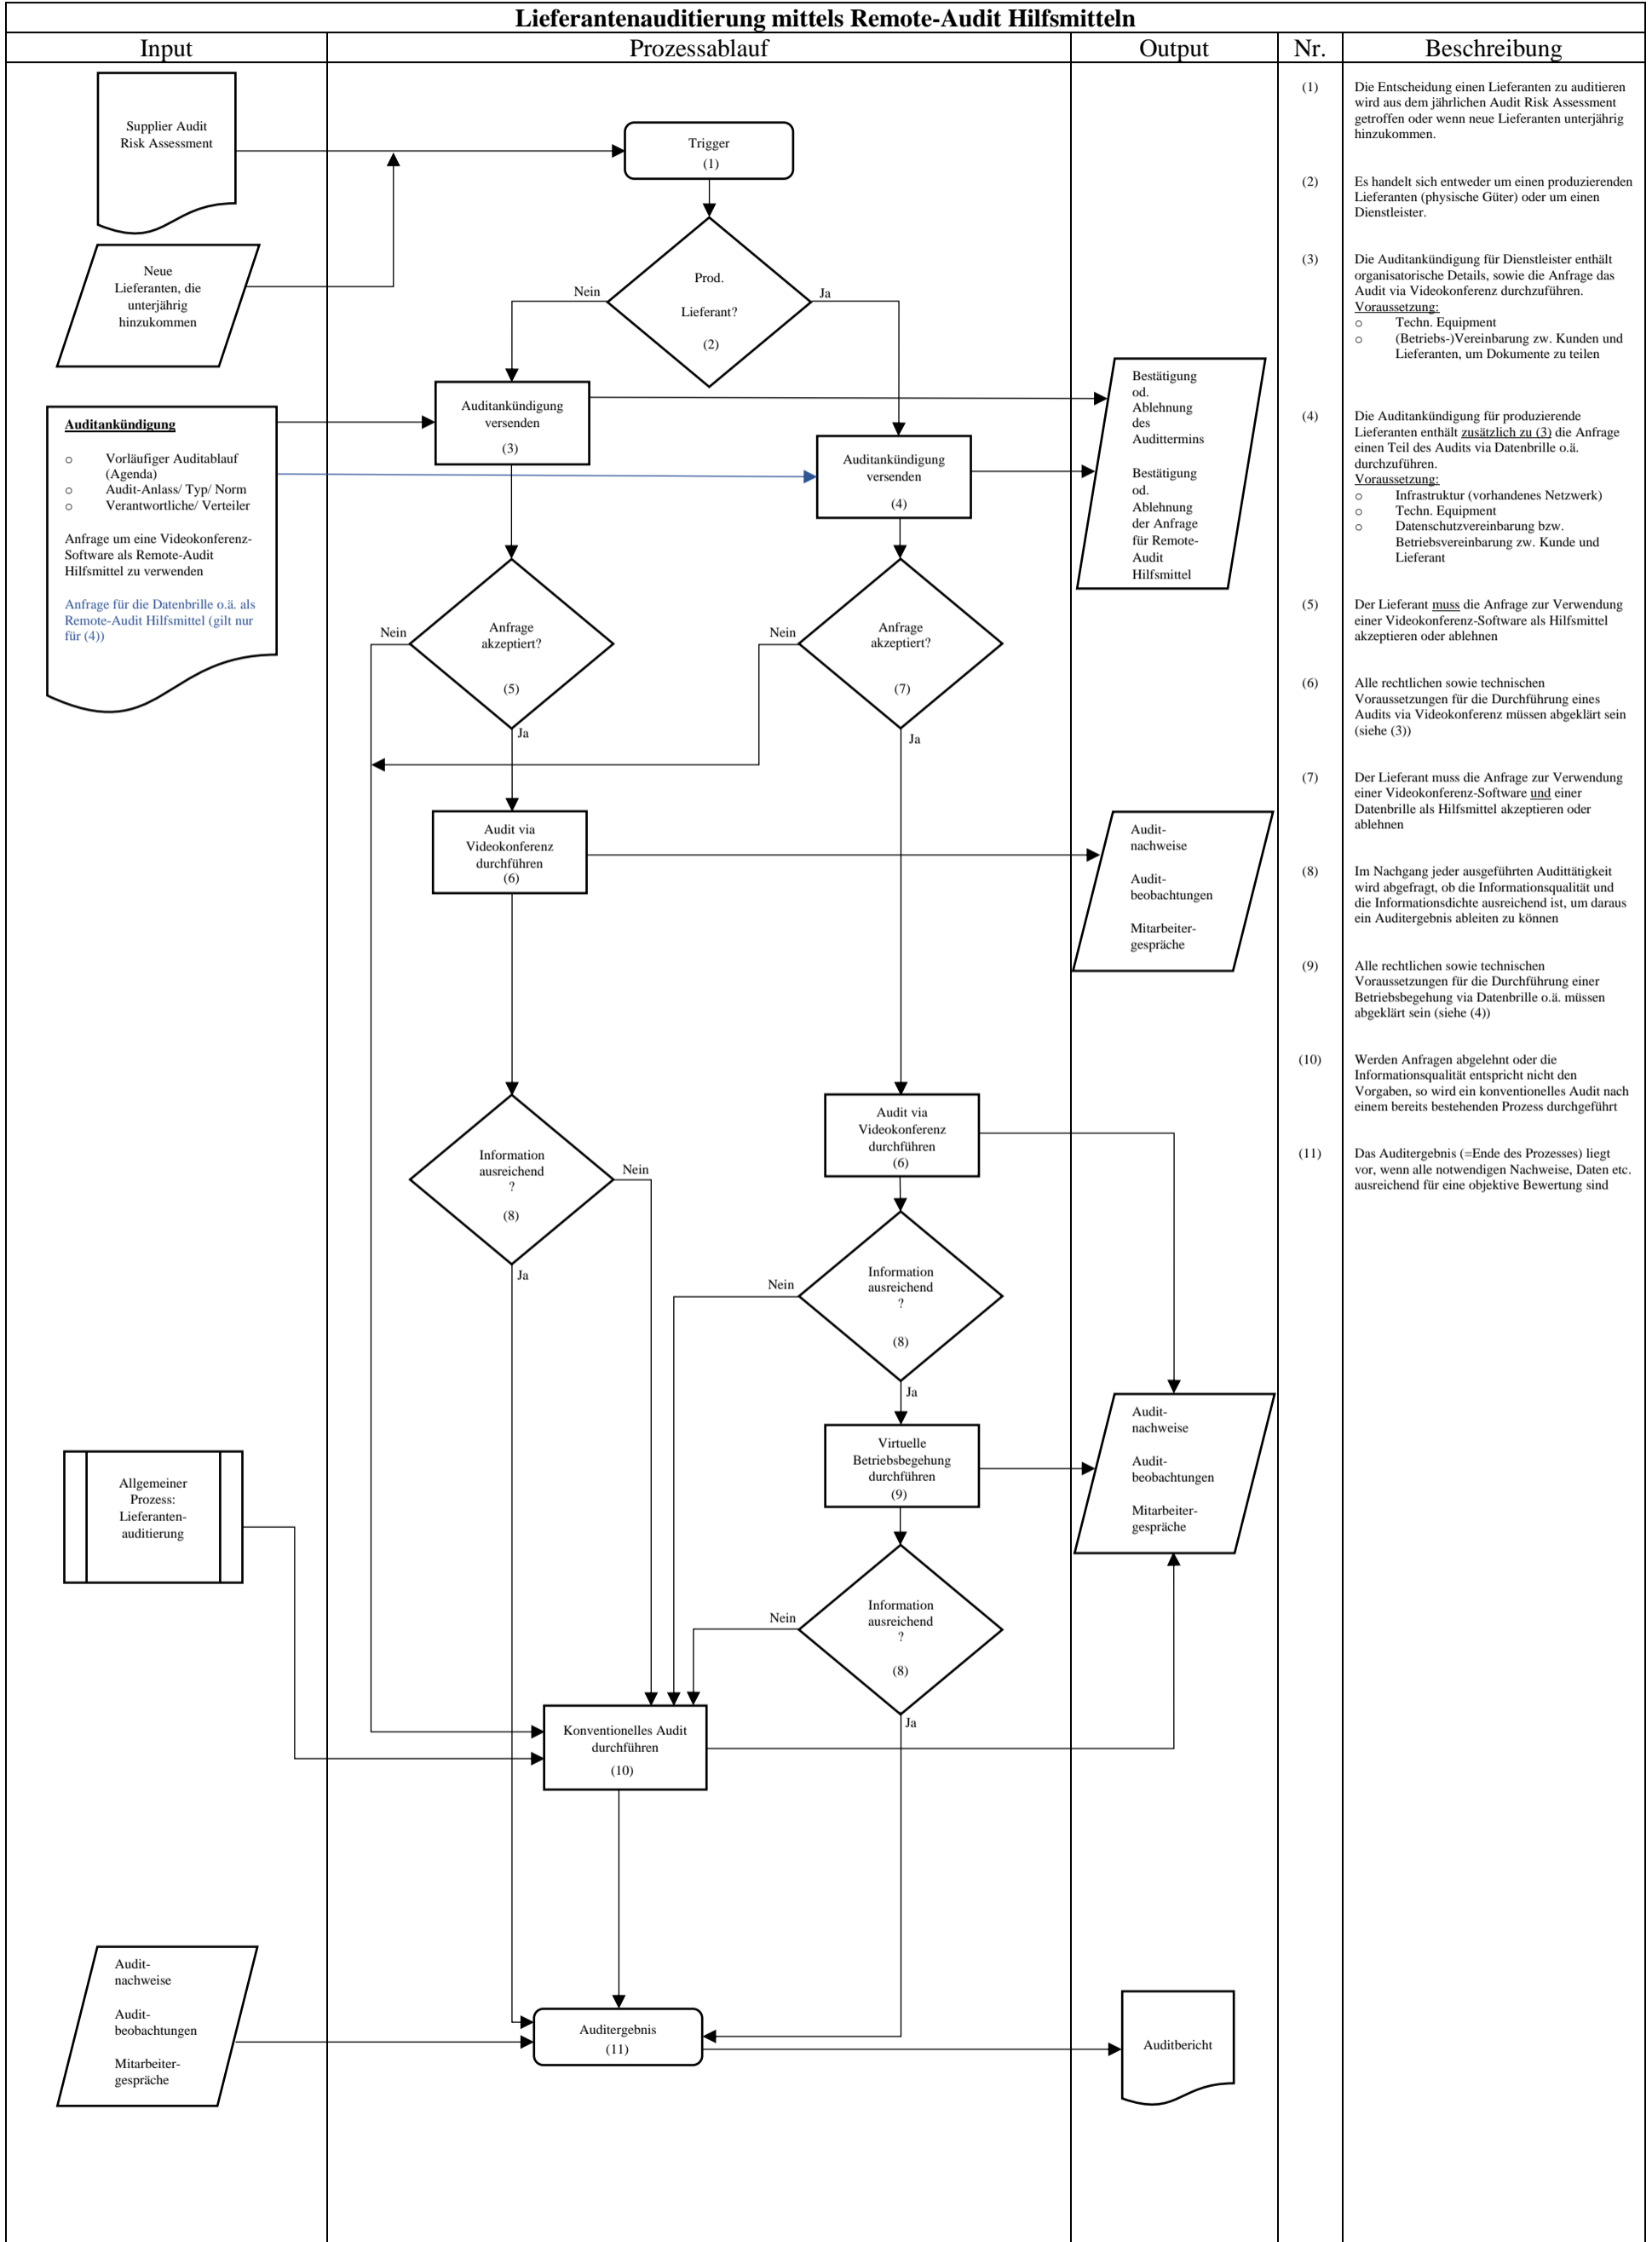 Lieferantenauditierung mittels Remote-Audit Hilfsmitteln
Input
Prozessablauf
Output
Nr.
Beschreibung
Supplier Audit
Risk Assessment
Neue
Lieferanten, die
unterjährig
hinzukommen
Auditankündigung
o Vorläufiger Auditablauf
(Agenda)
o Audit-Anlass/ Typ/ Norm
o Verantwortliche/ Verteiler
Anfrage um eine Videokonferenz-
Software als Remote-Audit
Hilfsmittel zu verwenden
Anfrage für die Datenbrille o.ä. als
Remote-Audit Hilfsmittel (gilt nur
für (4))
Allgemeiner
Prozess:
Lieferanten-
auditierung
Audit-
nachweise
Audit-
beobachtungen
Mitarbeiter-
gespräche
Trigger
(1)
Prod.
Lieferant?
(2)
Nein
Ja
Auditankündigung
versenden
(3)
Auditankündigung
versenden
(4)
Anfrage
akzeptiert?
(5)
Nein
Ja
Anfrage
akzeptiert?
(7)
Nein
Ja
Audit via
Videokonferenz
durchführen
(6)
Information
ausreichend
?
(8)
Nein
Ja
Audit via
Videokonferenz
durchführen
(6)
Information
ausreichend
?
(8)
Nein
Ja
Virtuelle
Betriebsbegehung
durchführen
(9)
Information
ausreichend
?
(8)
Nein
Ja
Konventionelles Audit
durchführen
(10)
Auditergebnis
(11)
Bestätigung
od.
Ablehnung
des
Audittermins
Bestätigung
od.
Ablehnung
der Anfrage
für Remote-
Audit
Hilfsmittel
Audit-
nachweise
Audit-
beobachtungen
Mitarbeiter-
gespräche
Audit-
nachweise
Audit-
beobachtungen
Mitarbeiter-
gespräche
Auditbericht
(1) Die Entscheidung einen Lieferanten zu auditieren
wird aus dem jährlichen Audit Risk Assessment
getroffen oder wenn neue Lieferanten unterjährig
hinzukommen.
(2) Es handelt sich entweder um einen produzierenden
Lieferanten (physische Güter) oder um einen
Dienstleister.
(3) Die Auditankündigung für Dienstleister enthält
organisatorische Details, sowie die Anfrage das
Audit via Videokonferenz durchzuführen.
Voraussetzung:
o Techn. Equipment
o (Betriebs-)Vereinbarung zw. Kunden und
Lieferanten, um Dokumente zu teilen
(4) Die Auditankündigung für produzierende
Lieferanten enthält zusätzlich zu (3) die Anfrage
einen Teil des Audits via Datenbrille o.ä.
durchzuführen.
Voraussetzung:
o Infrastruktur (vorhandenes Netzwerk)
o Techn. Equipment
o Datenschutzvereinbarung bzw.
Betriebsvereinbarung zw. Kunde und
Lieferant
(5) Der Lieferant muss die Anfrage zur Verwendung
einer Videokonferenz-Software als Hilfsmittel
akzeptieren oder ablehnen
(6) Alle rechtlichen sowie technischen
Voraussetzungen für die Durchführung eines
Audits via Videokonferenz müssen abgeklärt sein
(siehe (3))
(7) Der Lieferant muss die Anfrage zur Verwendung
einer Videokonferenz-Software und einer
Datenbrille als Hilfsmittel akzeptieren oder
ablehnen
(8) Im Nachgang jeder ausgeführten Audittätigkeit
wird abgefragt, ob die Informationsqualität und
die Informationsdichte ausreichend ist, um daraus
ein Auditergebnis ableiten zu können
(9) Alle rechtlichen sowie technischen
Voraussetzungen für die Durchführung einer
Betriebsbegehung via Datenbrille o.ä. müssen
abgeklärt sein (siehe (4))
(10) Werden Anfragen abgelehnt oder die
Informationsqualität entspricht nicht den
Vorgaben, so wird ein konventionelles Audit nach
einem bereits bestehenden Prozess durchgeführt
(11) Das Auditergebnis (=Ende des Prozesses) liegt
vor, wenn alle notwendigen Nachweise, Daten etc.
ausreichend für eine objektive Bewertung sind